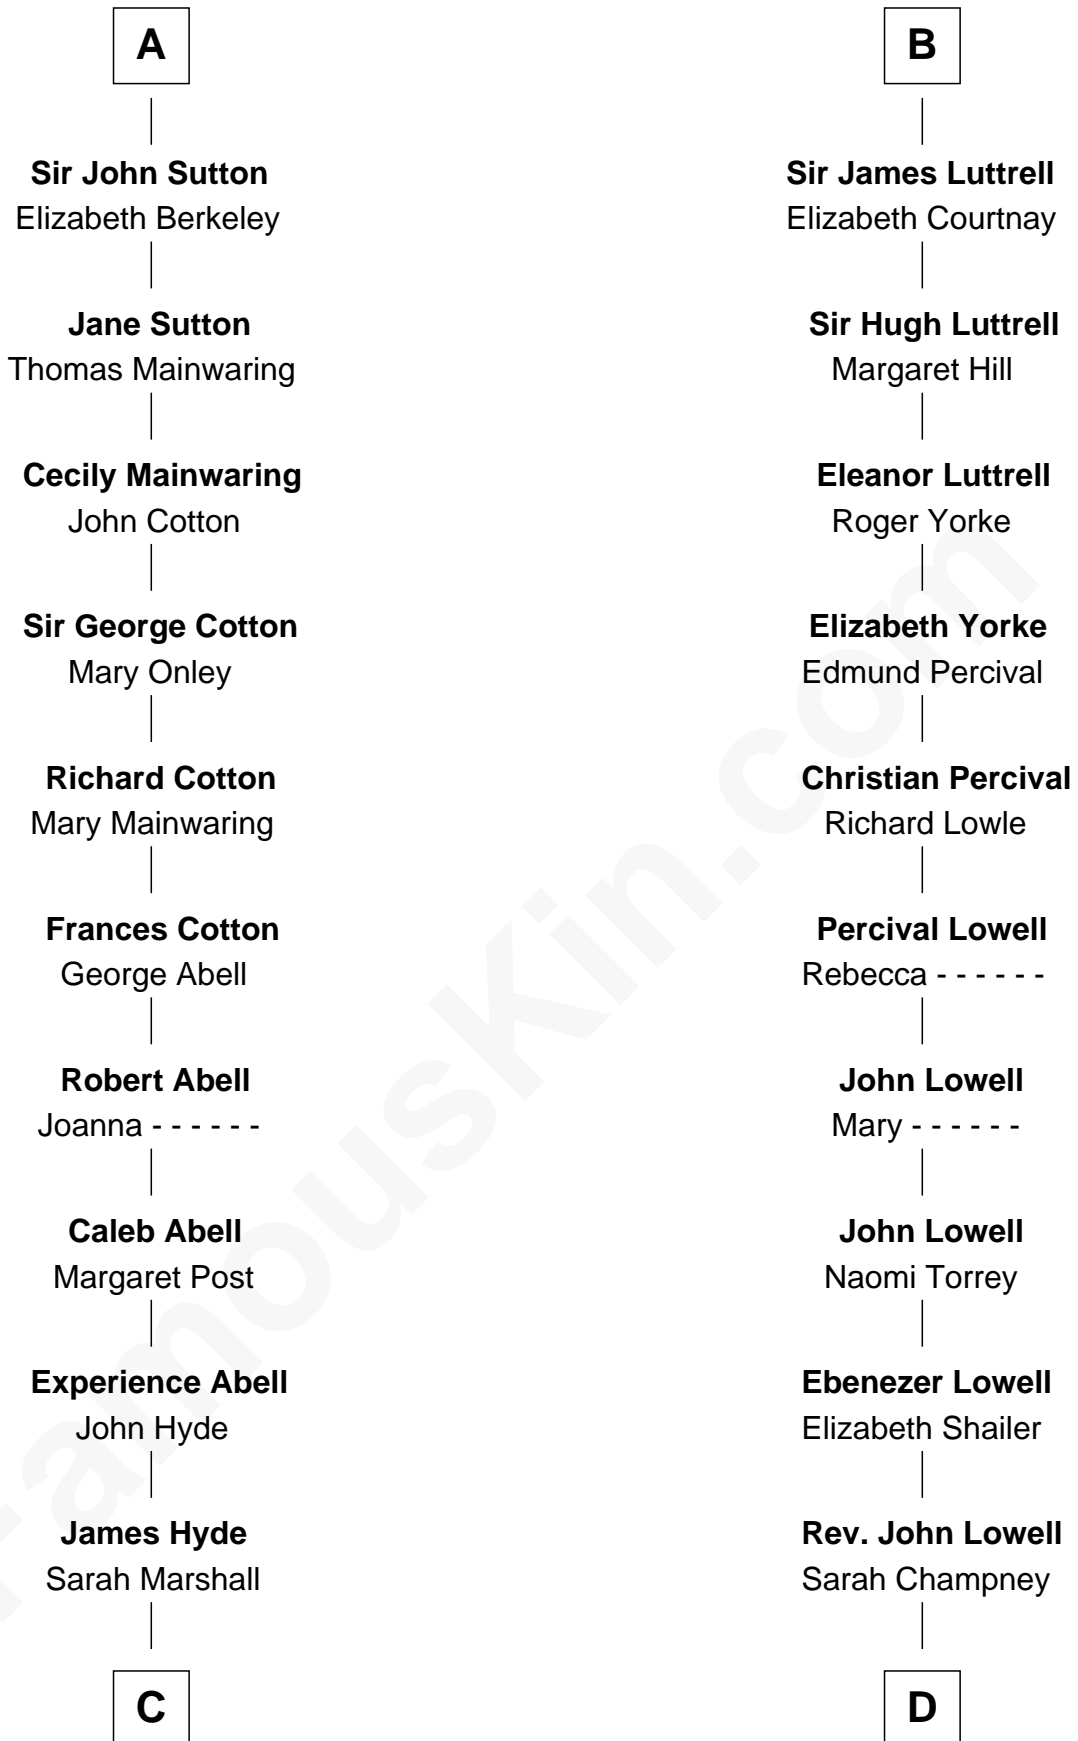 A
Sir John Sutton
Elizabeth Berkeley
Jane Sutton
Thomas Mainwaring
Cecily Mainwaring
John Cotton
Sir George Cotton
Mary Onley
Richard Cotton
Mary Mainwaring
Frances Cotton
George Abell
Robert Abell
Joanna - - - - - -
Caleb Abell
Margaret Post
Experience Abell
John Hyde
James Hyde
Sarah Marshall
C
B
Sir James Luttrell
Elizabeth Courtnay
Sir Hugh Luttrell
Margaret Hill
Eleanor Luttrell
Roger Yorke
Elizabeth Yorke
Edmund Percival
Christian Percival
Richard Lowle
Percival Lowell
Rebecca - - - - - -
John Lowell
Mary - - - - - -
John Lowell
Naomi Torrey
Ebenezer Lowell
Elizabeth Shailer
Rev. John Lowell
Sarah Champney
D
FamousKin.com